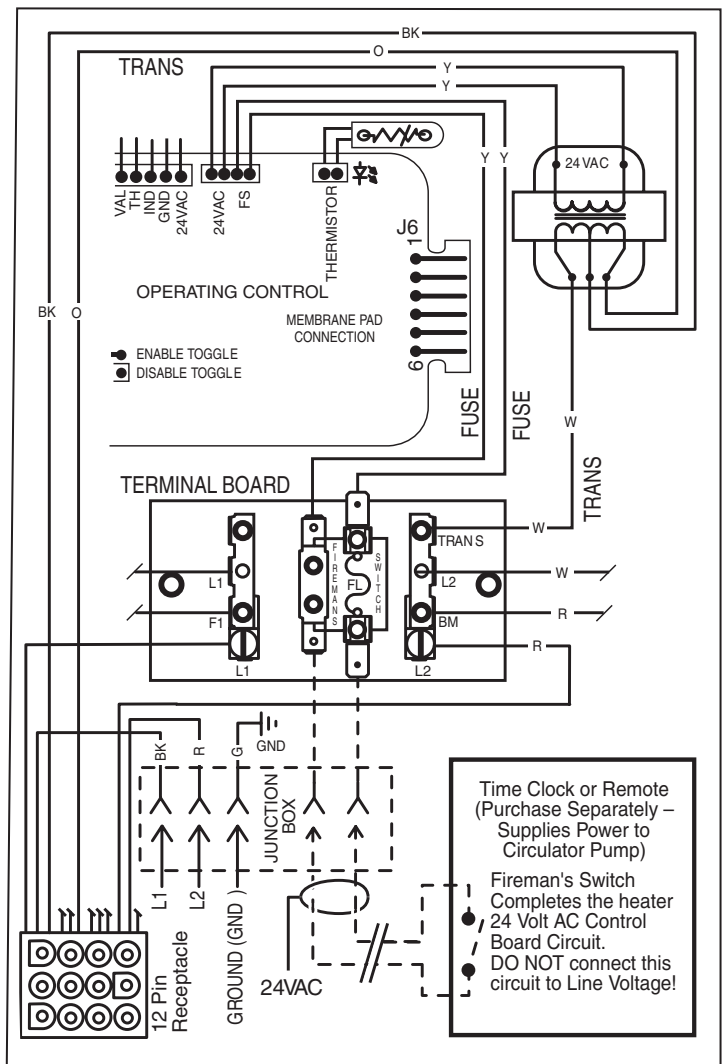 BK
O
TRANS
Y
Y
Y Y
24 VAC
VAL
TH
IND
GND
24VAC
24VAC
FS
THERMISTOR
J6
1
OPERATING CONTROL
MEMBRANE PAD
CONNECTION
6
BK O
ENABLE TOGGLE
DISABLE TOGGLE
FUSE
FUSE
W
TRANS
TERMINAL BOARD
FIREMANS
SWITCH
TRANS
W
L1
FL
L2
W
F1
BM
R
R
L1
L2
BK
R
G
GND
JUNCTION
BOX
L1
L2
GROUND (GND )
24VAC
12 Pin
Receptacle
Time Clock or Remote
(Purchase Separately –
Supplies Power to
Circulator Pump)
Fireman's Switch
Completes the heater
24 Volt AC Control
Board Circuit.
DO NOT connect this
circuit to Line Voltage!